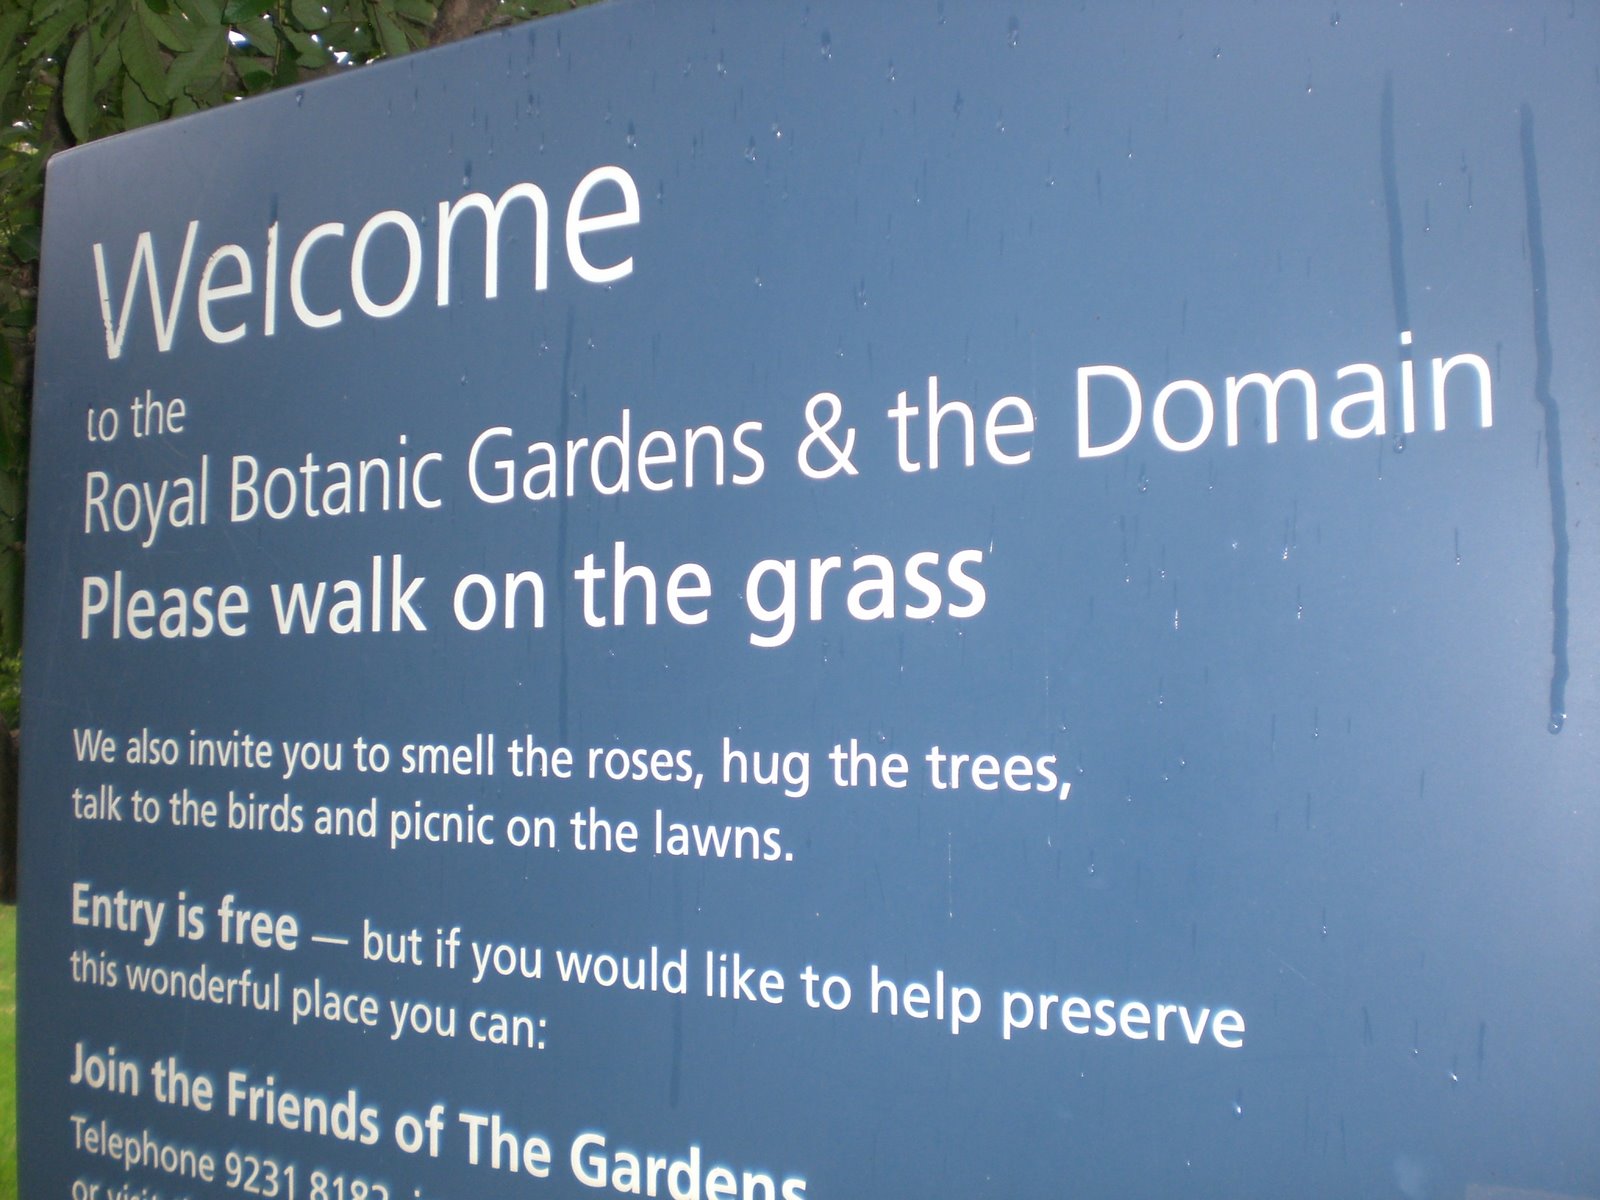 Welcome
to the
Royal Botanic Gardens & the Domain
Please walk on the grass
We also invite you to smell the roses, hug the trees,
talk to the birds and picnic on the lawns.
Entry is free — but if you would like to help preserve
this wonderful place you can:
Join the Friends of The Gardens
Telephone 9231 8182
or visit